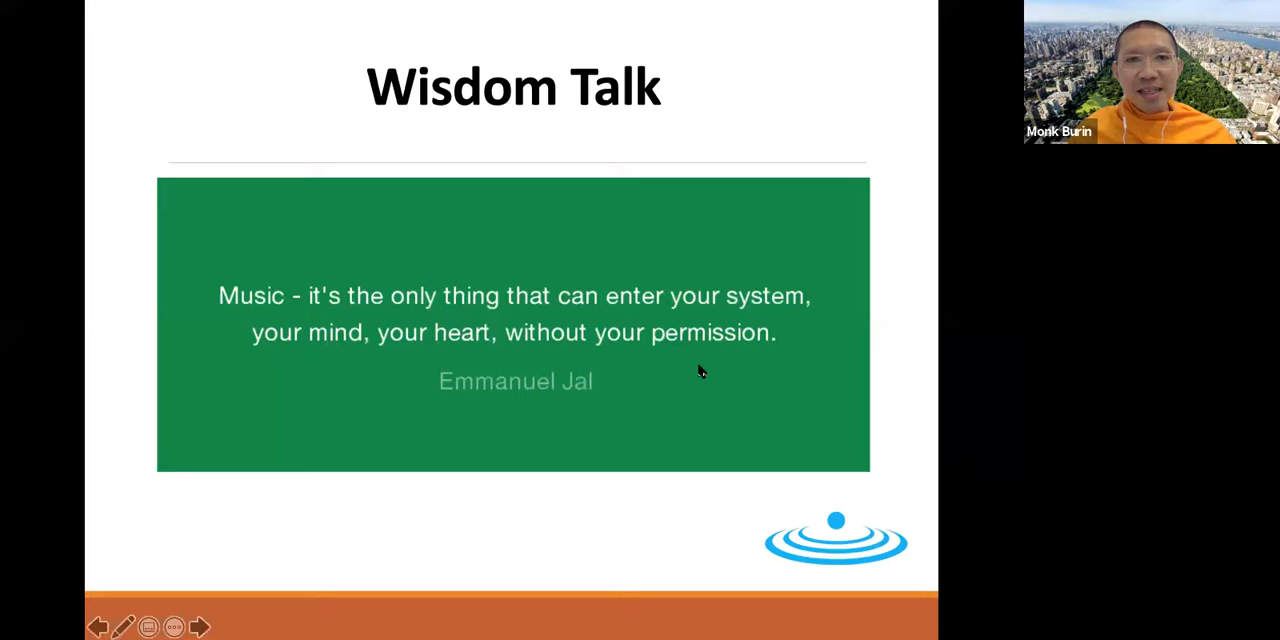 Wisdom Talk
Monk Burin
Music - it's the only thing that can enter your system,
your mind, your heart, without your permission.
Emmanuel Jal